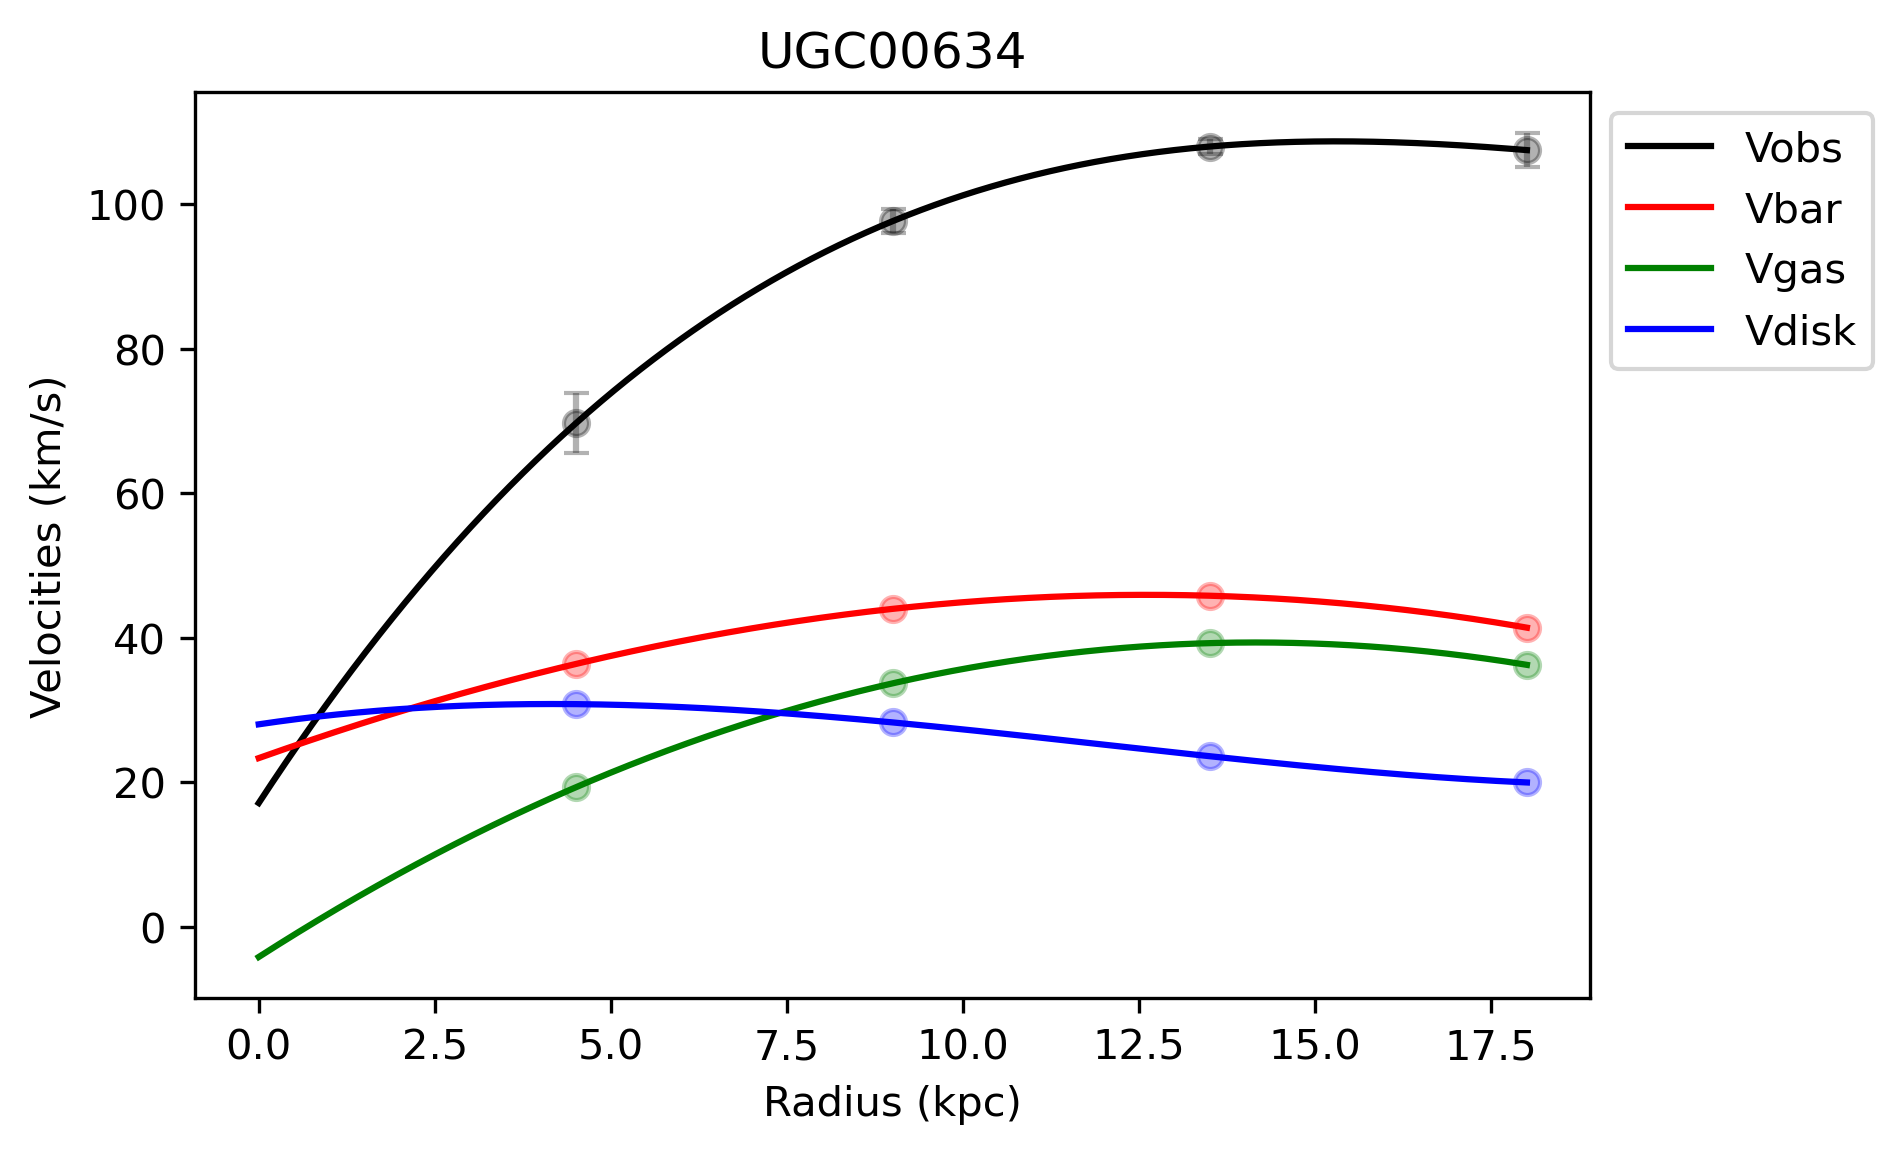 UGC00634
Velocities (km/s)
100
80
60
40
20
0
0.0 2.5 5.0 7.5 10.0 12.5 15.0 17.5
Radius (kpc)
Vobs
Vbar
Vgas
Vdisk